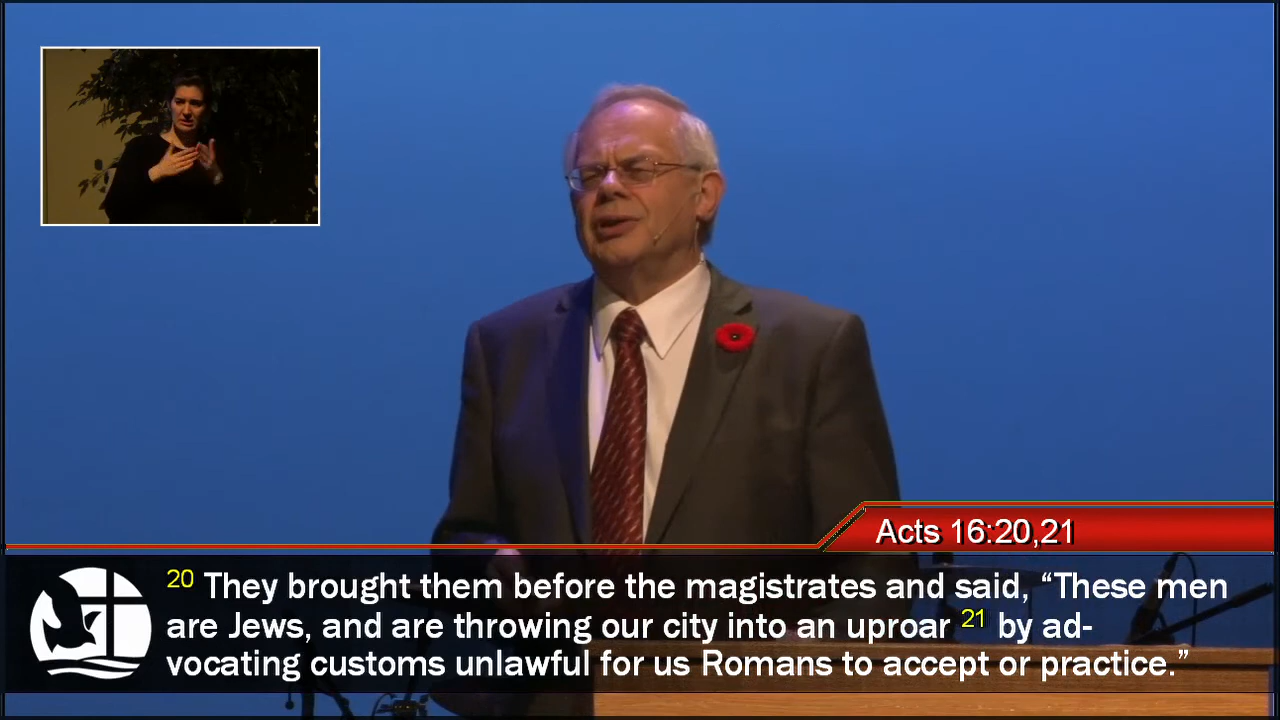 Acts 16:20,21
20 They brought them before the magistrates and said, “These men
are Jews, and are throwing our city into an uproar 21 by ad-
vocating customs unlawful for us Romans to accept or practice.”